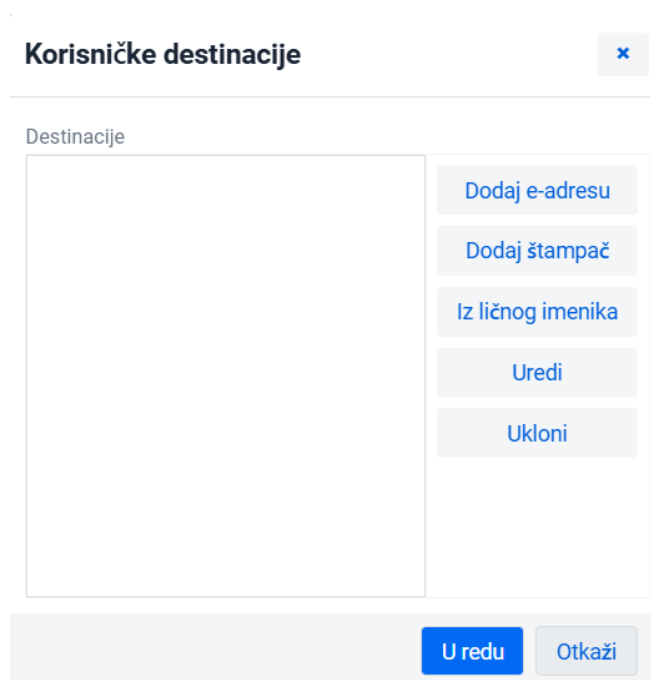 Korisničke destinacije
Destinacije
Dodaj e-adresu
Dodaj štampač
Iz ličnog imenika
Uredi
Ukloni
U redu
Otkaži